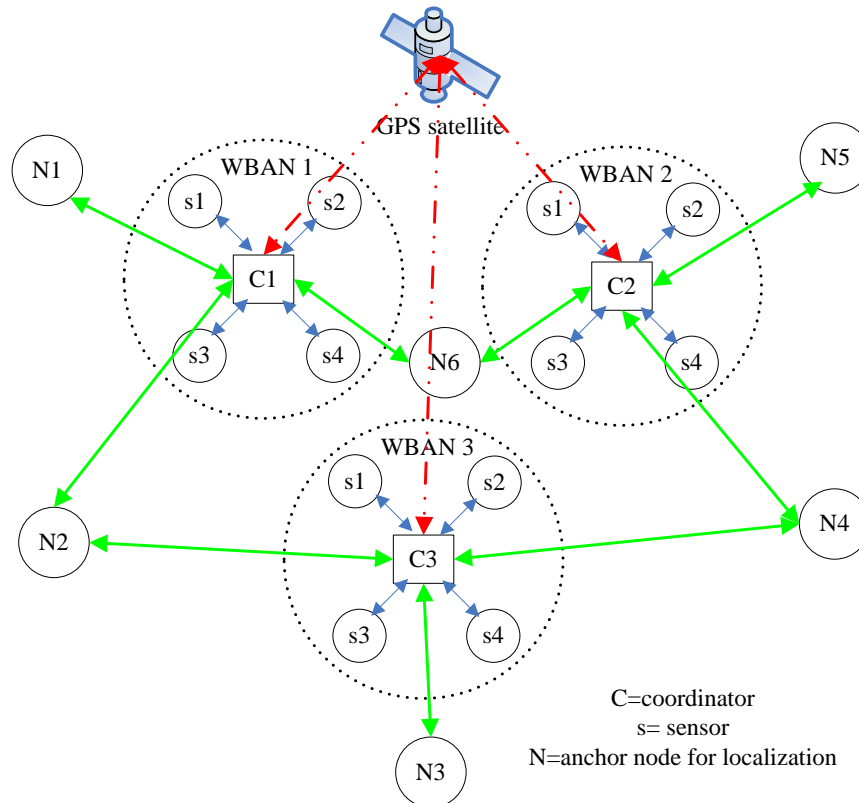 GPS satellite
N1
WBAN 1
s1
s2
C1
s3
s4
WBAN 2
s1
s2
C2
s3
s4
N5
N6
WBAN 3
s1
s2
C3
s3
s4
N2
N4
N3
C=coordinator
s= sensor
N=anchor node for localization